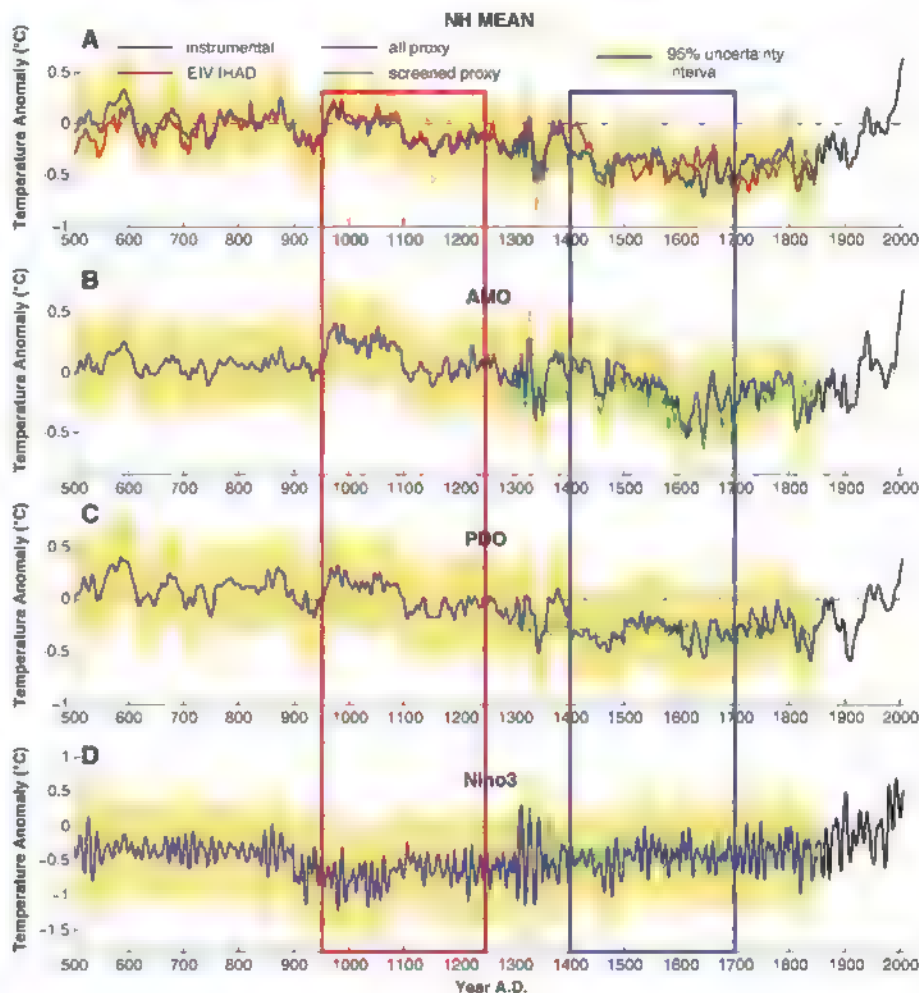 NH MEAN
A
instrumental
all proxy
95% uncertainty
interva
EIV
screened proxy
Temperature Anomaly (°C)
0.5
0
-0.5
-1
500 600 700 800 900 1000 1100 1200 1300 1400 1500 1600 1700 1800 1900 2000
B
AMO
Temperature Anomaly (°C)
0.5
0
-0.5
500 600 700 800 900 1000 1100 1200 1300 1400 1500 1600 1700 1800 1900 2000
C
PDO
Temperature Anomaly (°C)
0.5
0
-0.5
-1
500 600 700 800 900 1000 1100 1200 1300 1400 1500 1600 1700 1800 1900 2000
D
Nino3
Temperature Anomaly (°C)
1
0.5
0
-0.5
-1
-1.5
500 600 700 800 900 1000 1100 1200 1300 1400 1500 1600 1700 1800 1900 2000
Year A.D.